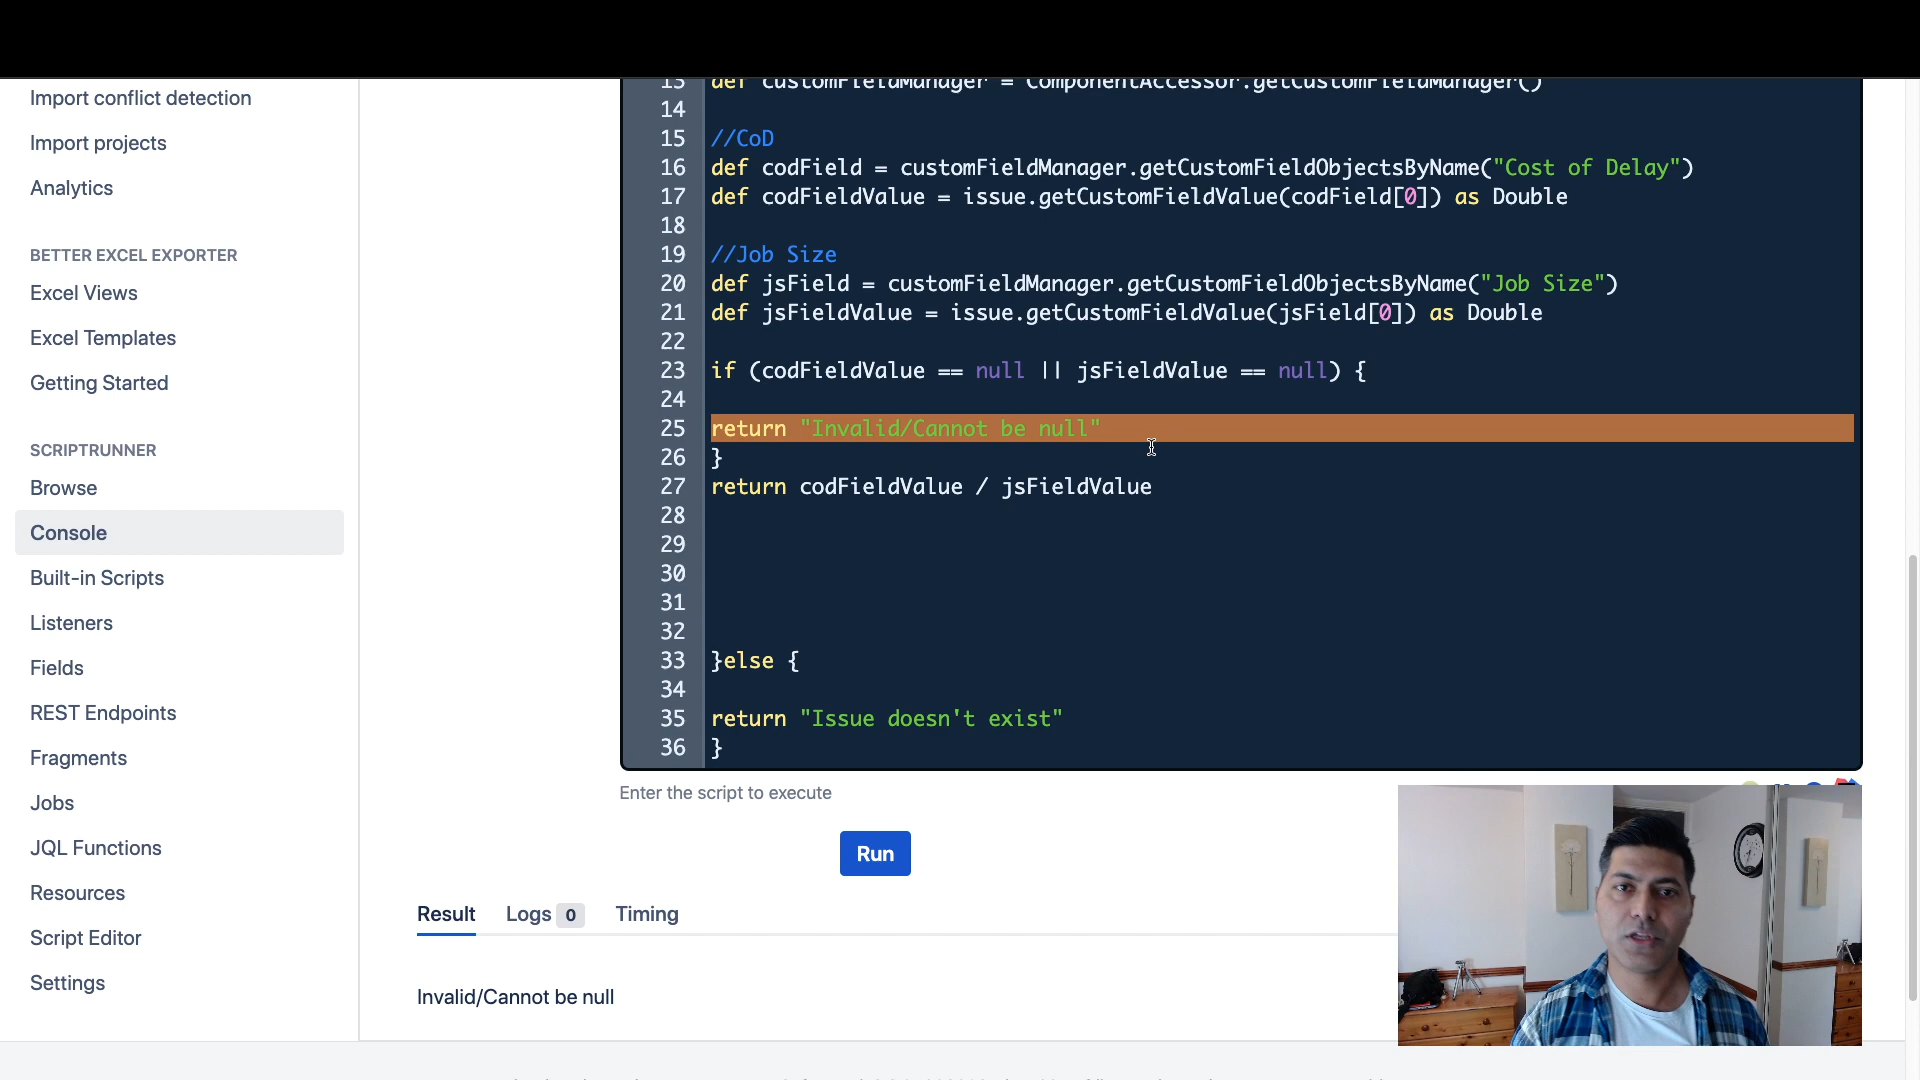 Import conflict detection
Import projects
Analytics
BETTER EXCEL EXPORTER
Excel Views
Excel Templates
Getting Started
SCRIPTRUNNER
Browse
Console
Built-in Scripts
Listeners
Fields
REST Endpoints
Fragments
Jobs
JQL Functions
Resources
Script Editor
Settings
13 def customFieldManager = ComponentAccessor.getCustomFieldManager()
14
15 //CoD
16 def codField = customFieldManager.getCustomFieldObjectsByName("Cost of Delay")
17 def codFieldValue = issue.getCustomFieldValue(codField[0]) as Double
18
19 //Job Size
20 def jsField = customFieldManager.getCustomFieldObjectsByName("Job Size")
21 def jsFieldValue = issue.getCustomFieldValue(jsField[0]) as Double
22
23 if (codFieldValue == null || jsFieldValue == null) {
24
25 return "Invalid/Cannot be null"
26 }
27 return codFieldValue / jsFieldValue
28
29
30
31
32
33 }else {
34
35 return "Issue doesn't exist"
36 }
Enter the script to execute
Run
Result Logs 0 Timing
Invalid/Cannot be null